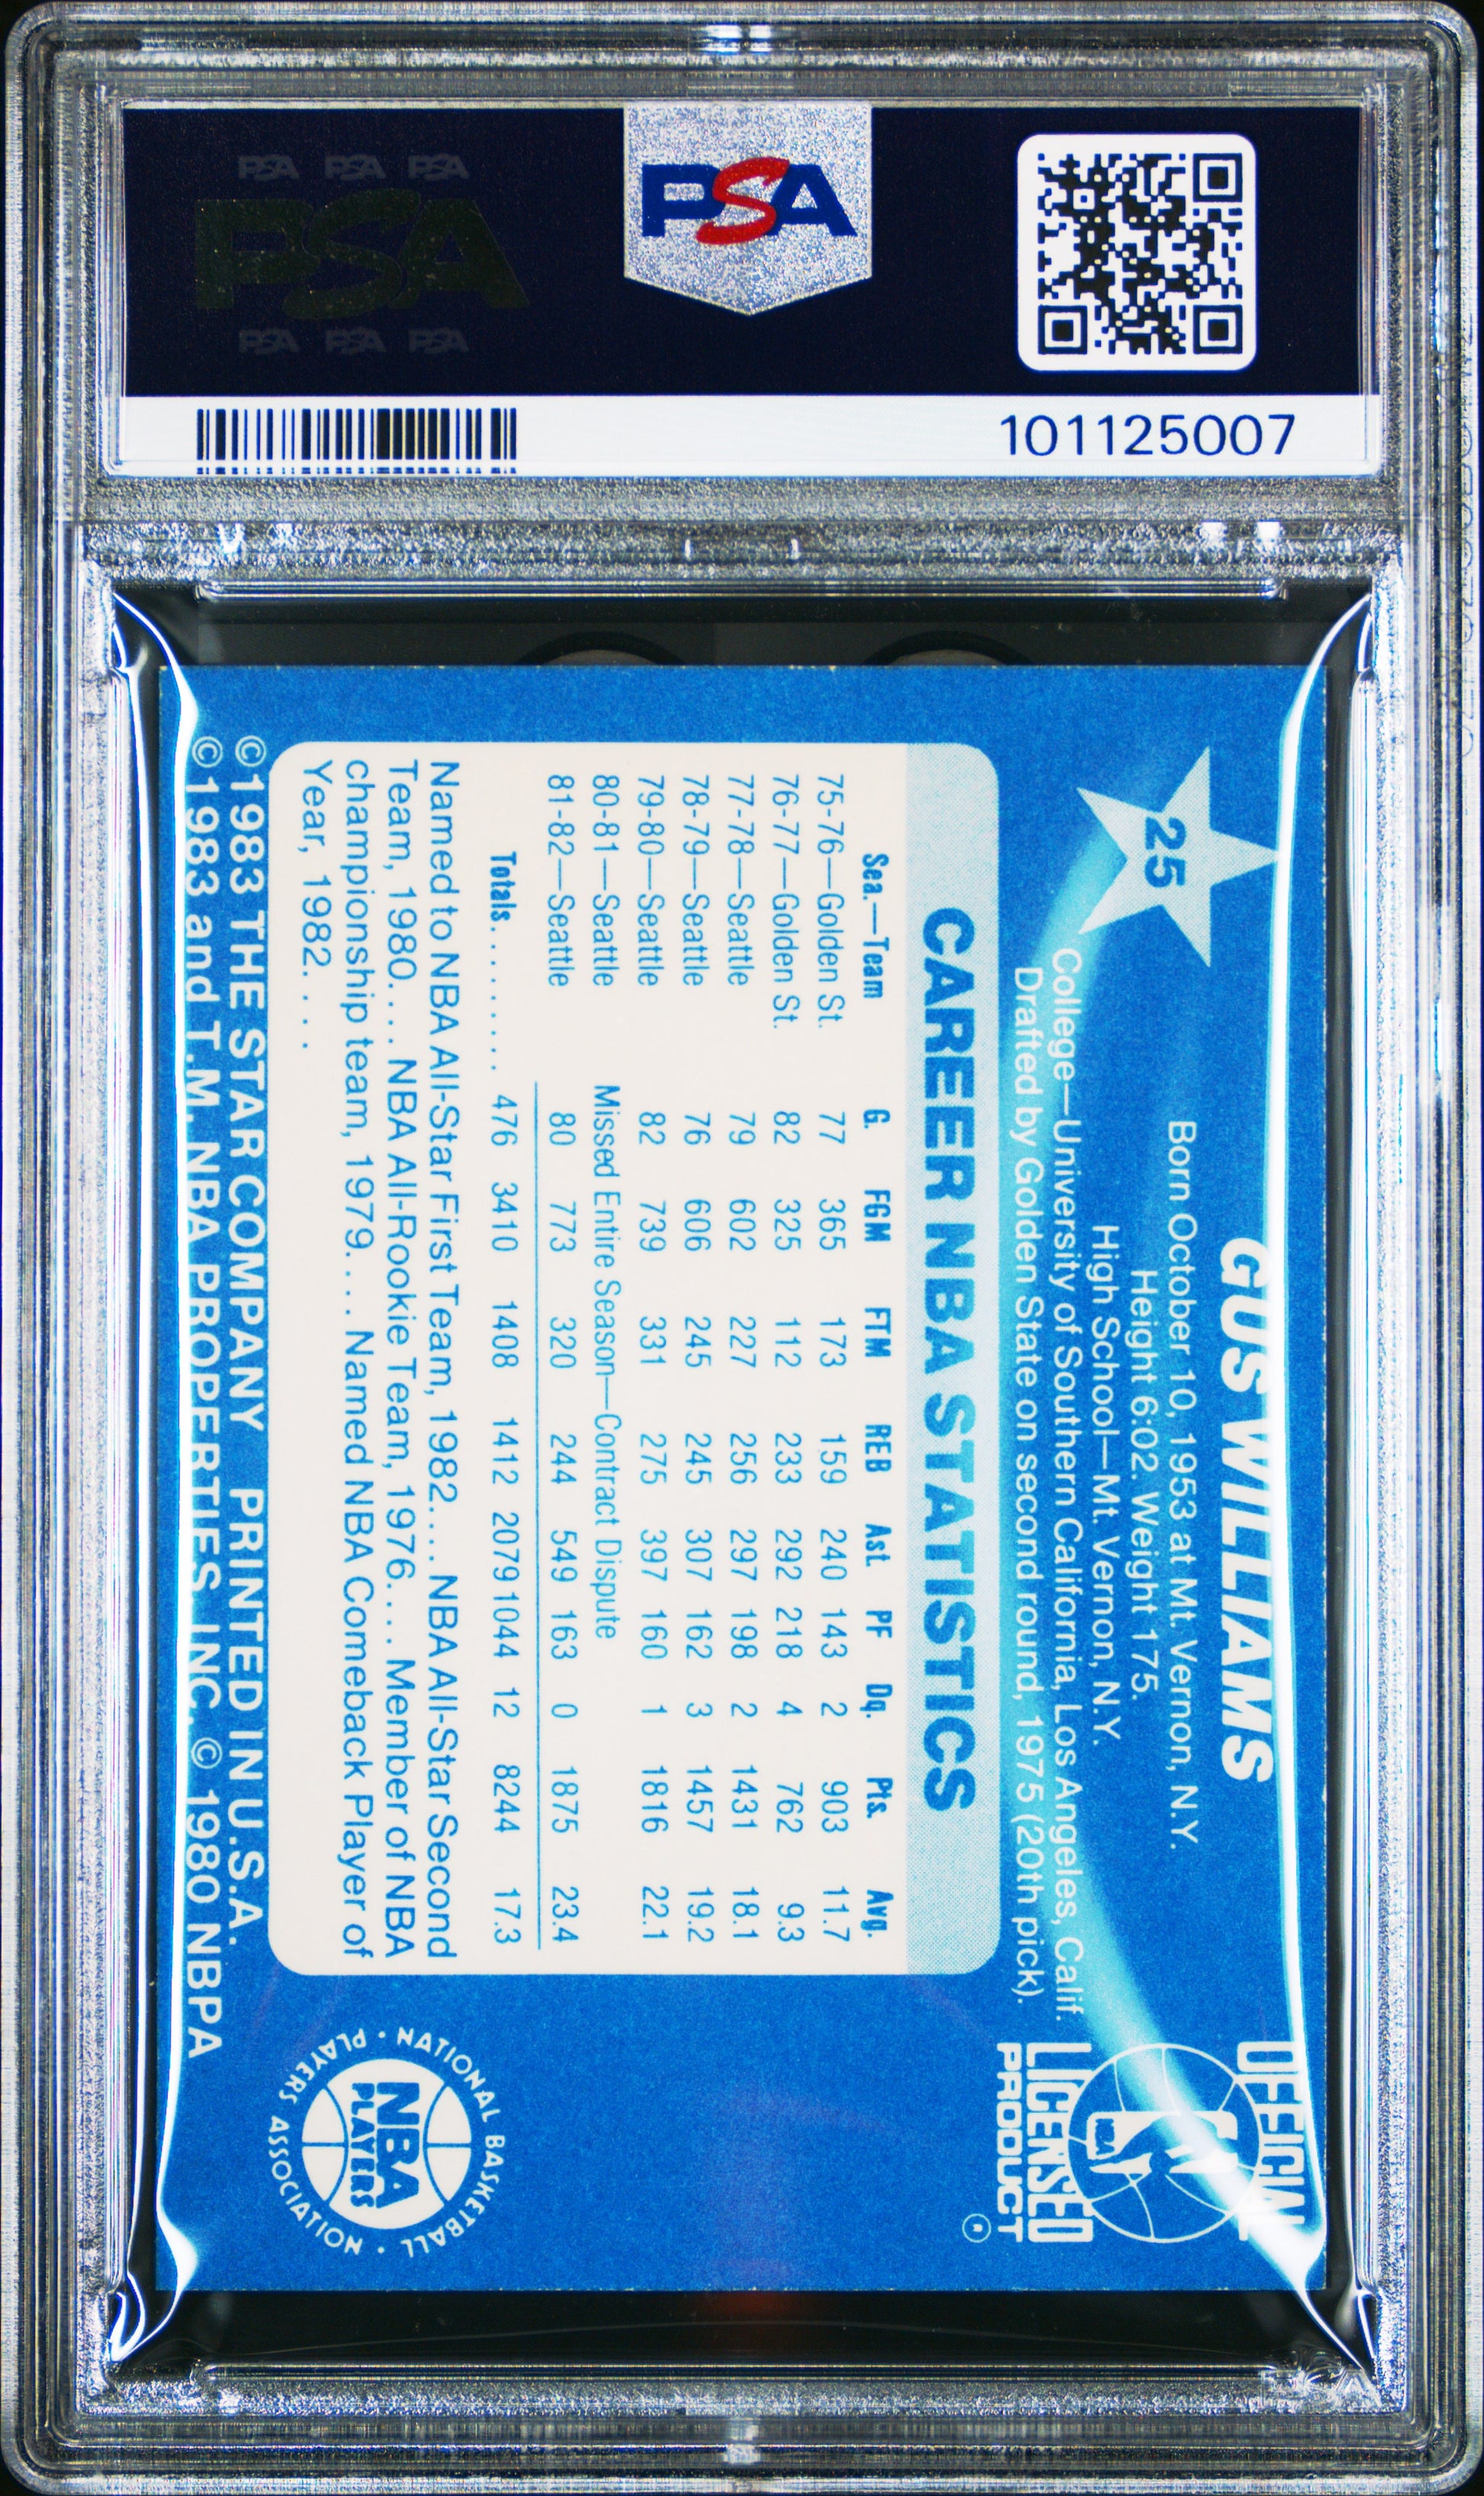 PSA PSA PSA
PSA
PSA PSA PSA
PSA
101125007
25
GUS WILLIAMS
Born October 10, 1953 at Mt. Vernon, N.Y.
Height 6:02. Weight 175.
High School—Mt. Vernon, N.Y.
College—University of Southern California, Los Angeles, Calif.
Drafted by Golden State on second round, 1975 (20th pick).
OFFICIAL
NBA
LICENSED
PRODUCT
®
CAREER NBA STATISTICS
Sea.—Team G. FGM FTM REB Ast. PF Dq. Pts. Avg.
75-76—Golden St. 77 365 173 159 240 143 2 903 11.7
76-77—Golden St. 82 325 112 233 292 218 4 762 9.3
77-78—Seattle 79 602 227 256 297 198 2 1431 18.1
78-79—Seattle 76 606 245 245 307 162 3 1457 19.2
79-80—Seattle 82 739 331 275 397 160 1 1816 22.1
80-81—Seattle Missed Entire Season—Contract Dispute
81-82—Seattle 80 773 320 244 549 163 0 1875 23.4
Totals........ 476 3410 1408 1412 2079 1044 12 8244 17.3
Named to NBA All-Star First Team, 1982. . . . NBA All-Star Second
Team, 1980. . . . NBA All-Rookie Team, 1976. . . . Member of NBA
championship team, 1979. . . . Named NBA Comeback Player of
Year, 1982. . . .
NATIONAL BASKETBALL • PLAYERS ASSOCIATION •
NBA
PLAYERS
©1983 THE STAR COMPANY PRINTED IN U.S.A.
©1983 and T.M. NBA PROPERTIES INC. © 1980 NBPA